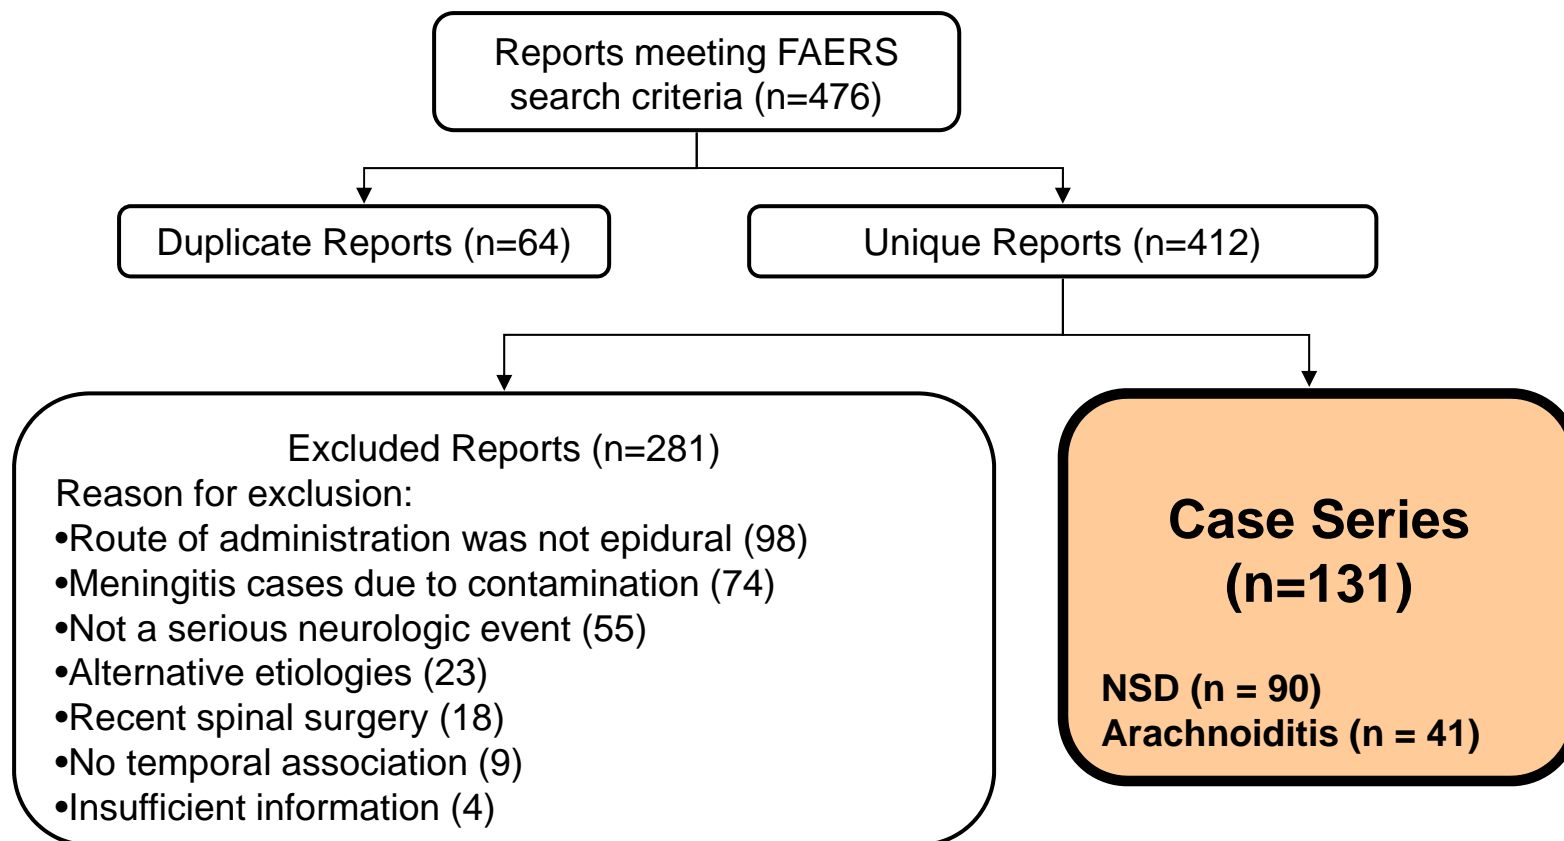 Reports meeting FAERS
search criteria (n=476)
Duplicate Reports (n=64)
Unique Reports (n=412)
Excluded Reports (n=281)
Reason for exclusion:
•Route of administration was not epidural (98)
•Meningitis cases due to contamination (74)
•Not a serious neurologic event (55)
•Alternative etiologies (23)
•Recent spinal surgery (18)
•No temporal association (9)
•Insufficient information (4)
Case Series
(n=131)
NSD (n = 90)
Arachnoiditis (n = 41)